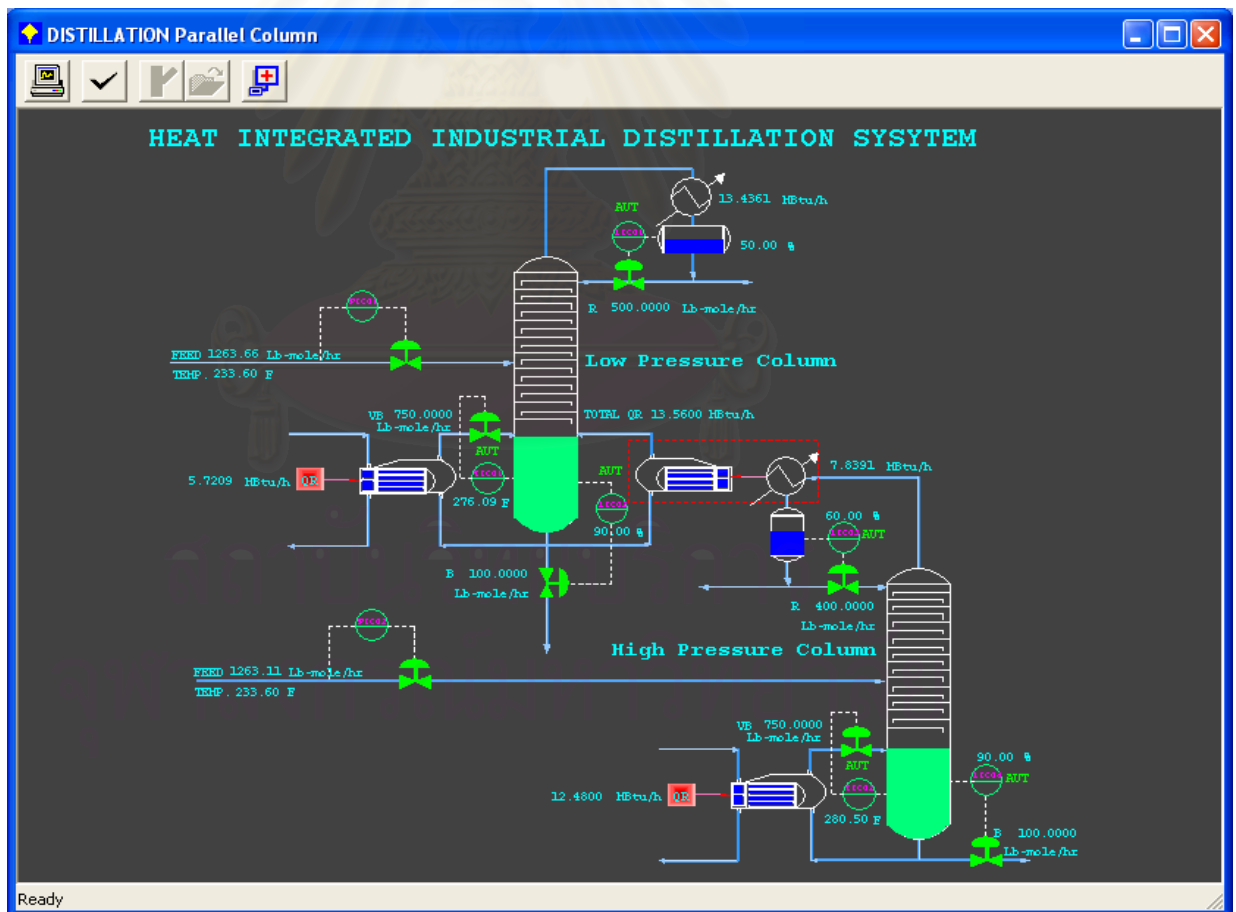 DISTILLATION Parallel Column
HEAT INTEGRATED INDUSTRIAL DISTILLATION SYSYTEM
13.4361 HBtu/h
AUT
50.00 %
R 500.0000 Lb-mole/hr
FEED 1263.66 Lb-mole/hr
TEMP. 233.60 F
Low Pressure Column
VB 750.0000
Lb-mole/hr
TOTAL QR 13.5600 HBtu/h
AUT
AUT
7.8391 HBtu/h
5.7209 HBtu/h QR
276.09 F
90.00 %
60.00 %
AUT
B 100.0000
Lb-mole/hr
R 400.0000
Lb-mole/hr
High Pressure Column
FEED 1263.11 Lb-mole/hr
TEMP. 233.60 F
VB 750.0000
Lb-mole/hr
AUT
90.00 %
AUT
12.4800 HBtu/h QR
280.50 F
B 100.0000
Lb-mole/hr
Ready